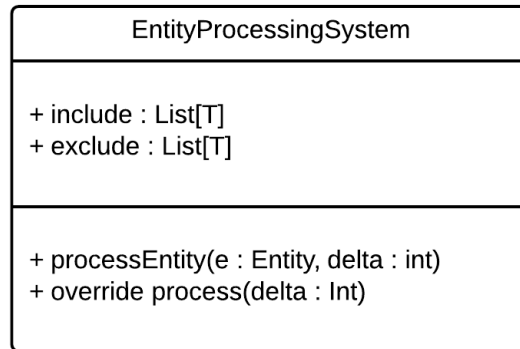 EntityProcessingSystem
+ include : List[T]
+ exclude : List[T]
+ processEntity(e : Entity, delta : int)
+ override process(delta : Int)